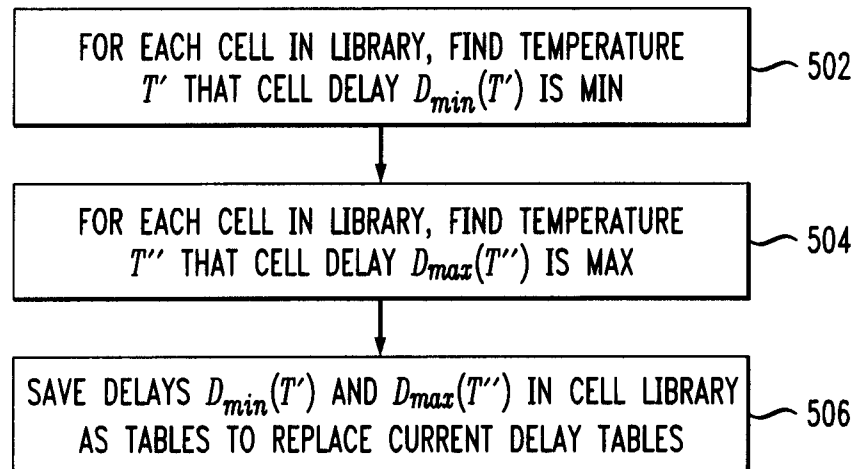 FOR EACH CELL IN LIBRARY, FIND TEMPERATURE
T′ THAT CELL DELAY D_min(T′) IS MIN
502
FOR EACH CELL IN LIBRARY, FIND TEMPERATURE
T″ THAT CELL DELAY D_max(T″) IS MAX
504
SAVE DELAYS D_min(T′) AND D_max(T″) IN CELL LIBRARY
AS TABLES TO REPLACE CURRENT DELAY TABLES
506